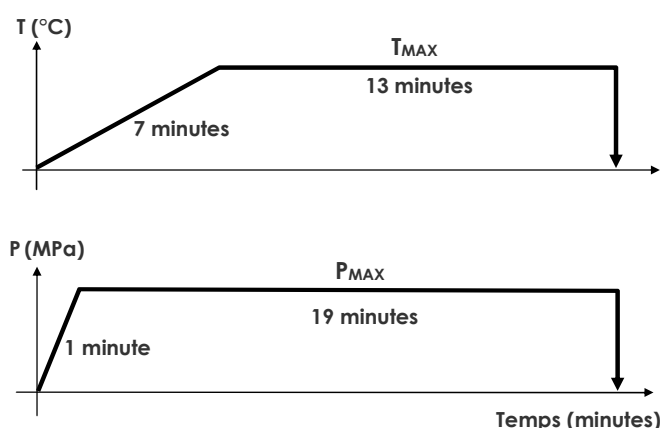 T (°C)
TMAX
13 minutes
7 minutes
P (MPa)
PMAX
19 minutes
1 minute
Temps (minutes)